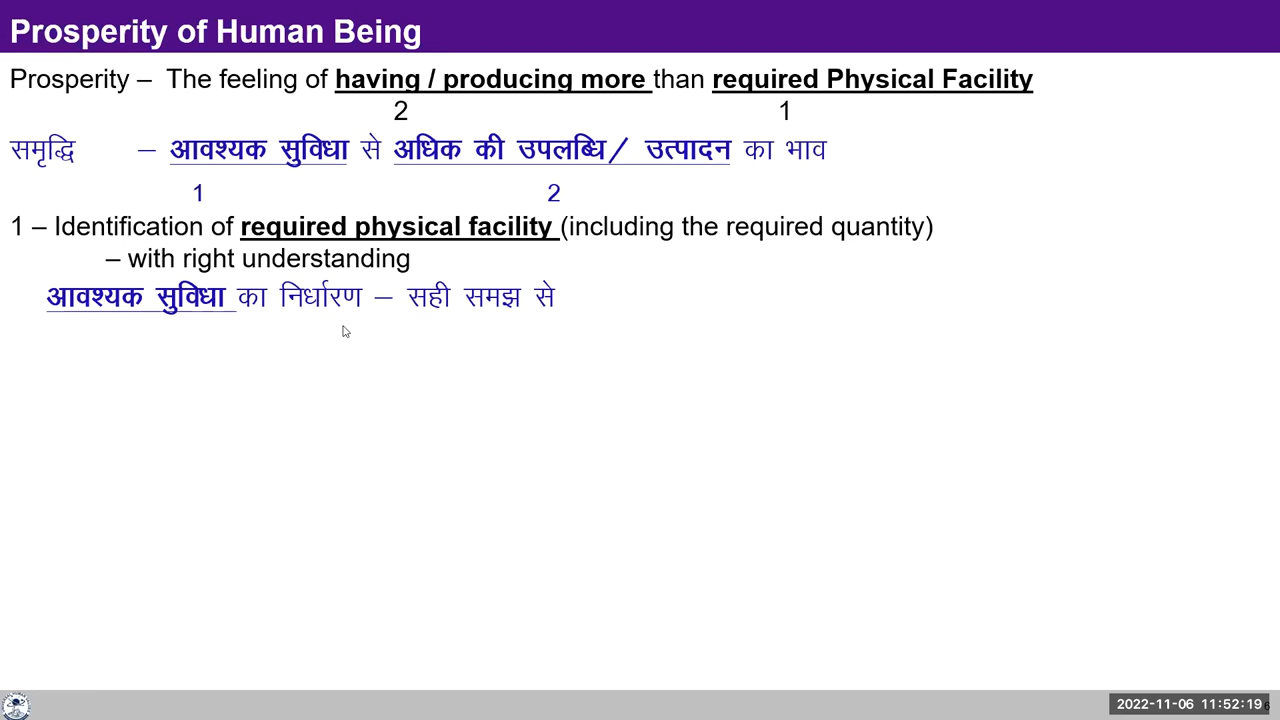 Prosperity of Human Being
Prosperity – The feeling of having / producing more than required Physical Facility
2 1
समृद्धि – आवश्यक सुविधा से अधिक की उपलब्धि/ उत्पादन का भाव
1 2
1 – Identification of required physical facility (including the required quantity)
– with right understanding
आवश्यक सुविधा का निर्धारण – सही समझ से
2022-11-06 11:52:19
6